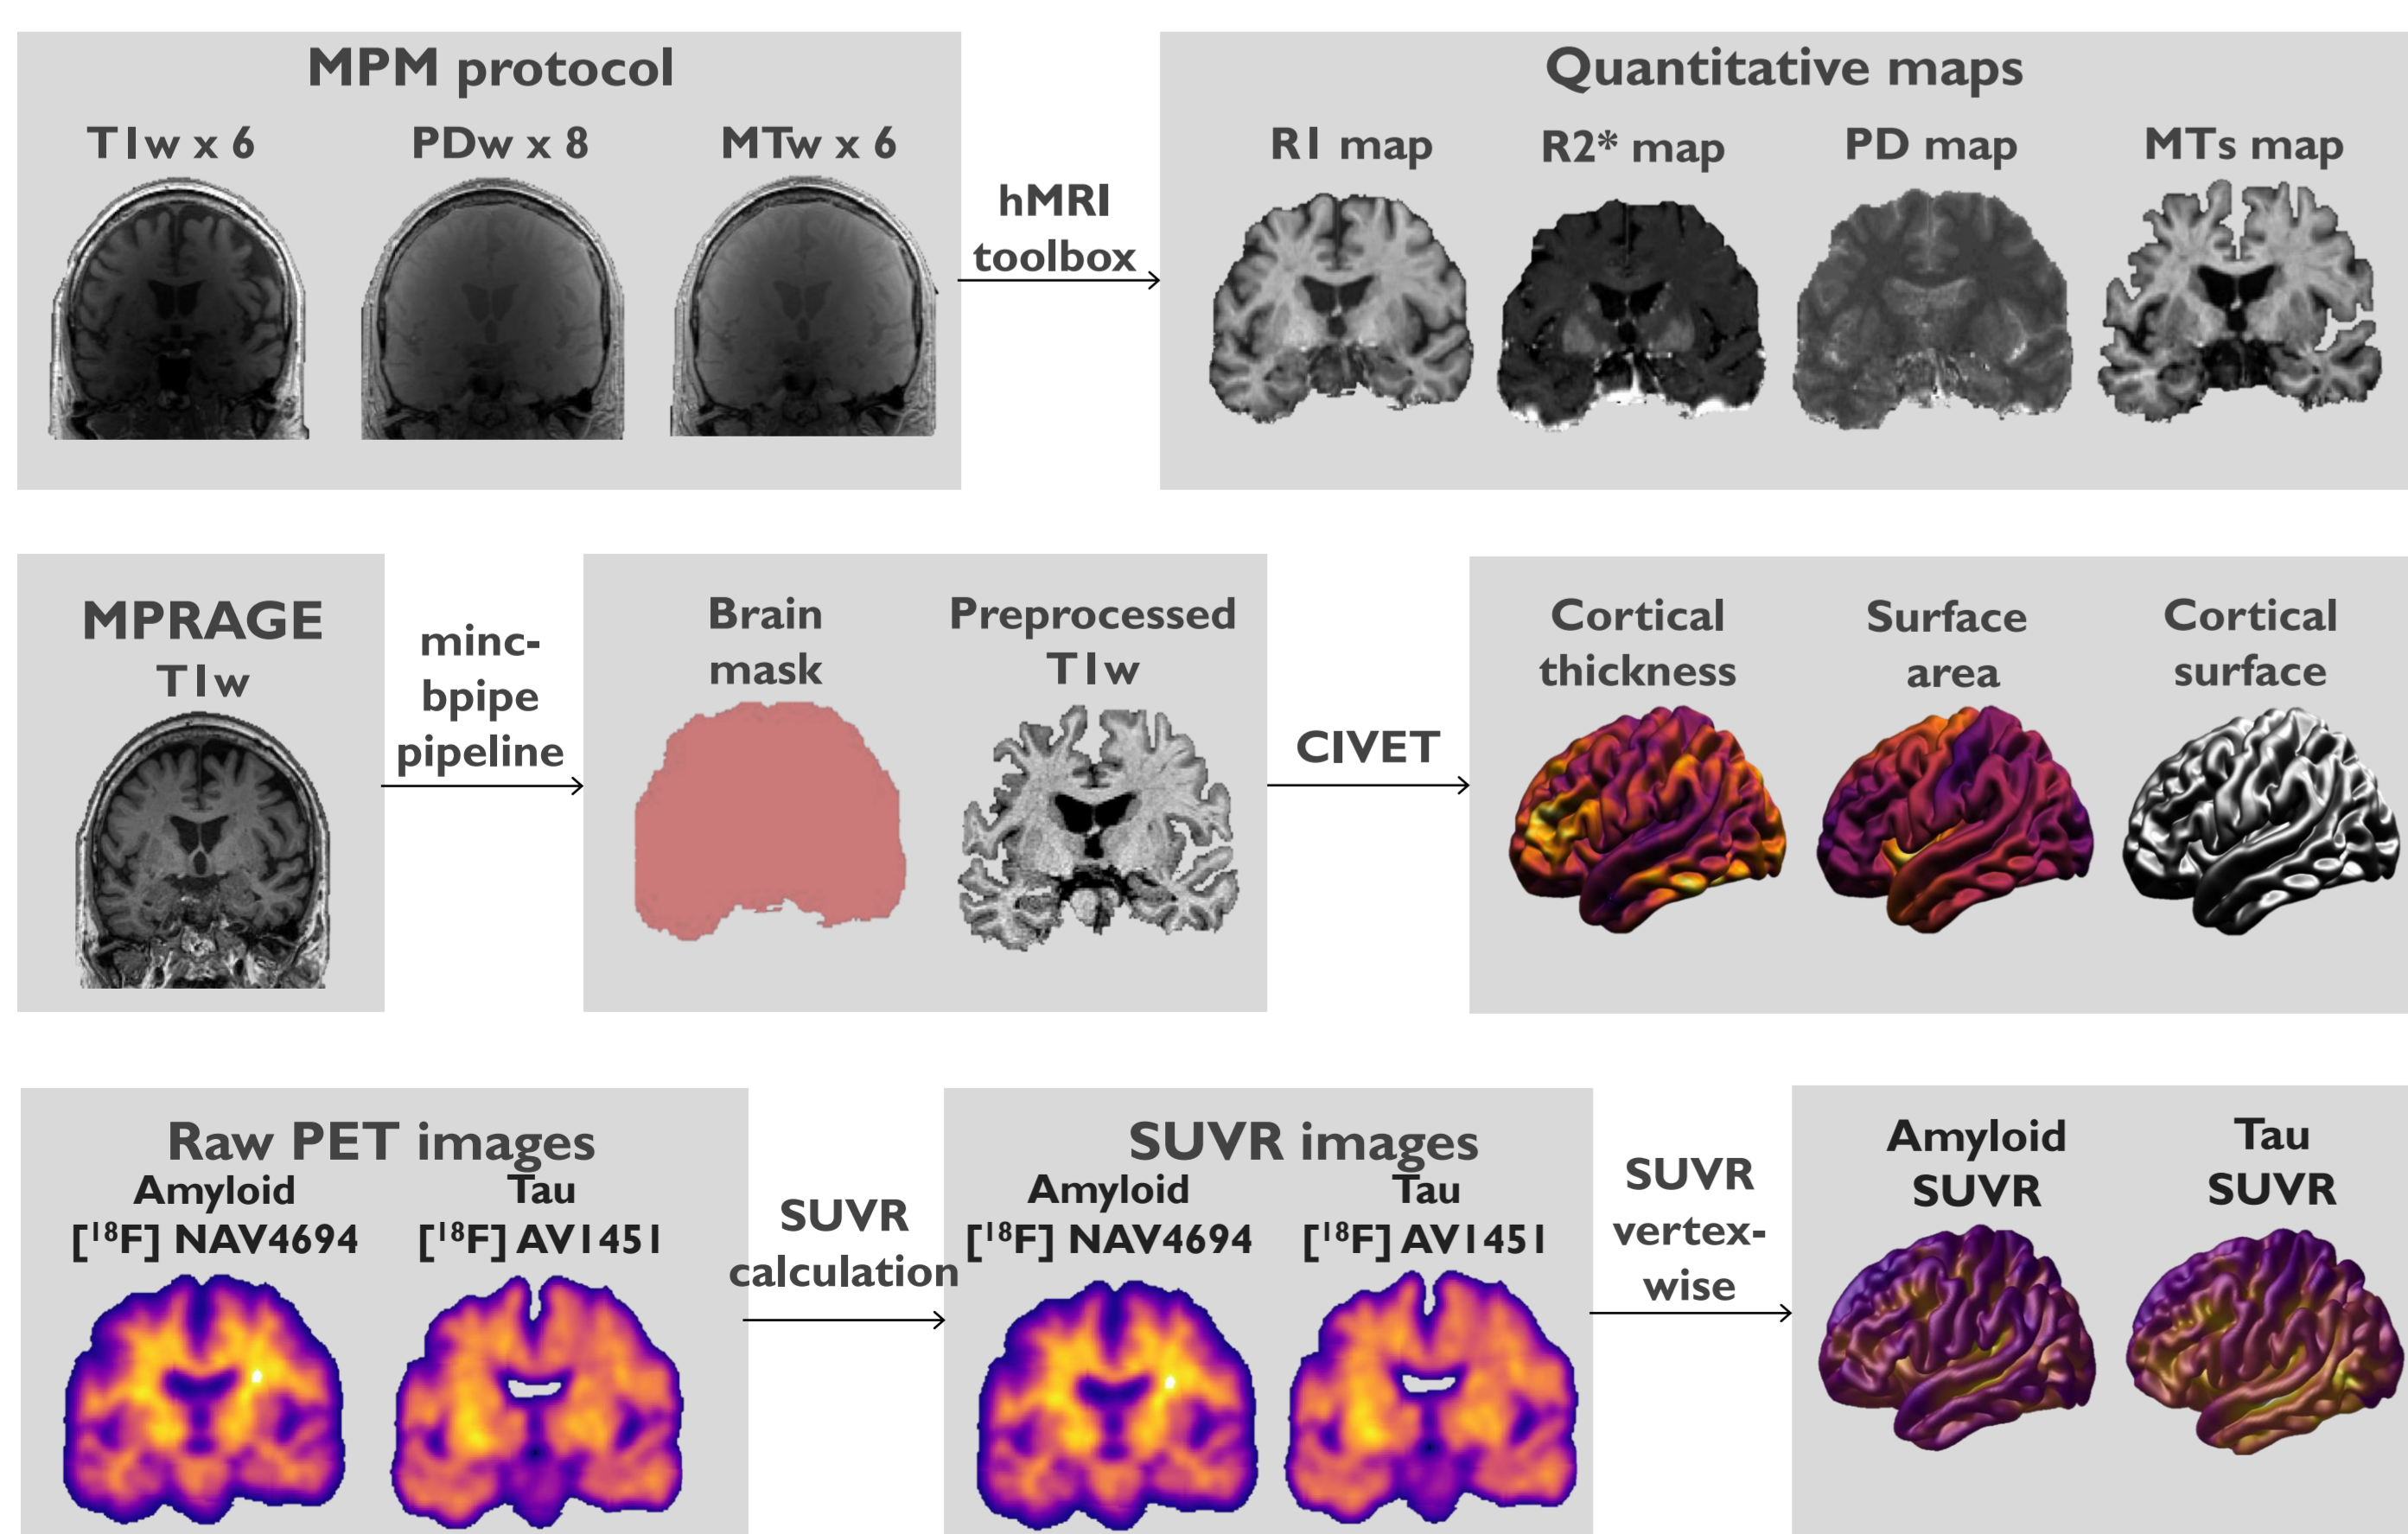 MPM protocol
T1w x 6
PDw x 8
MTw x 6
hMRI
toolbox
Quantitative maps
R1 map
R2* map
PD map
MTs map
MPRAGE
T1w
minc-
bpipe
pipeline
Brain
mask
Preprocessed
T1w
CIVET
Cortical
thickness
Surface
area
Cortical
surface
Raw PET images
Amyloid
[¹⁸F] NAV4694
Tau
[¹⁸F] AV1451
SUVR
calculation
SUVR images
Amyloid
[¹⁸F] NAV4694
Tau
[¹⁸F] AV1451
SUVR
vertex-
wise
Amyloid
SUVR
Tau
SUVR